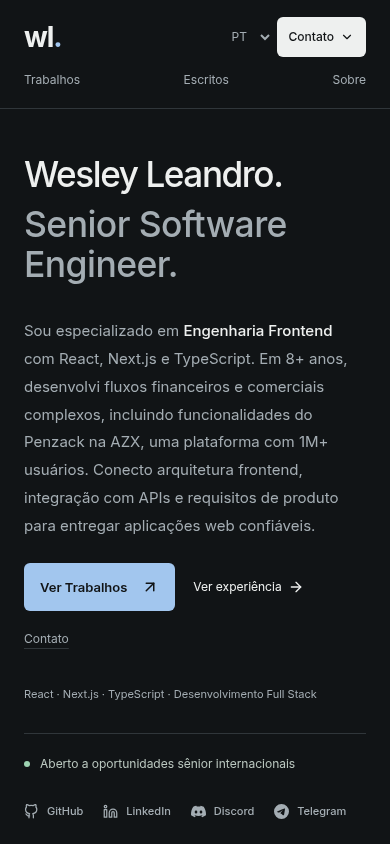 wl.
PT
Contato
Trabalhos
Escritos
Sobre
Wesley Leandro.
Senior Software
Engineer.
Sou especializado em Engenharia Frontend
com React, Next.js e TypeScript. Em 8+ anos,
desenvolvi fluxos financeiros e comerciais
complexos, incluindo funcionalidades do
Penzack na AZX, uma plataforma com 1M+
usuários. Conecto arquitetura frontend,
integração com APIs e requisitos de produto
para entregar aplicações web confiáveis.
Ver Trabalhos
Ver experiência
Contato
React · Next.js · TypeScript · Desenvolvimento Full Stack
Aberto a oportunidades sênior internacionais
GitHub
LinkedIn
Discord
Telegram